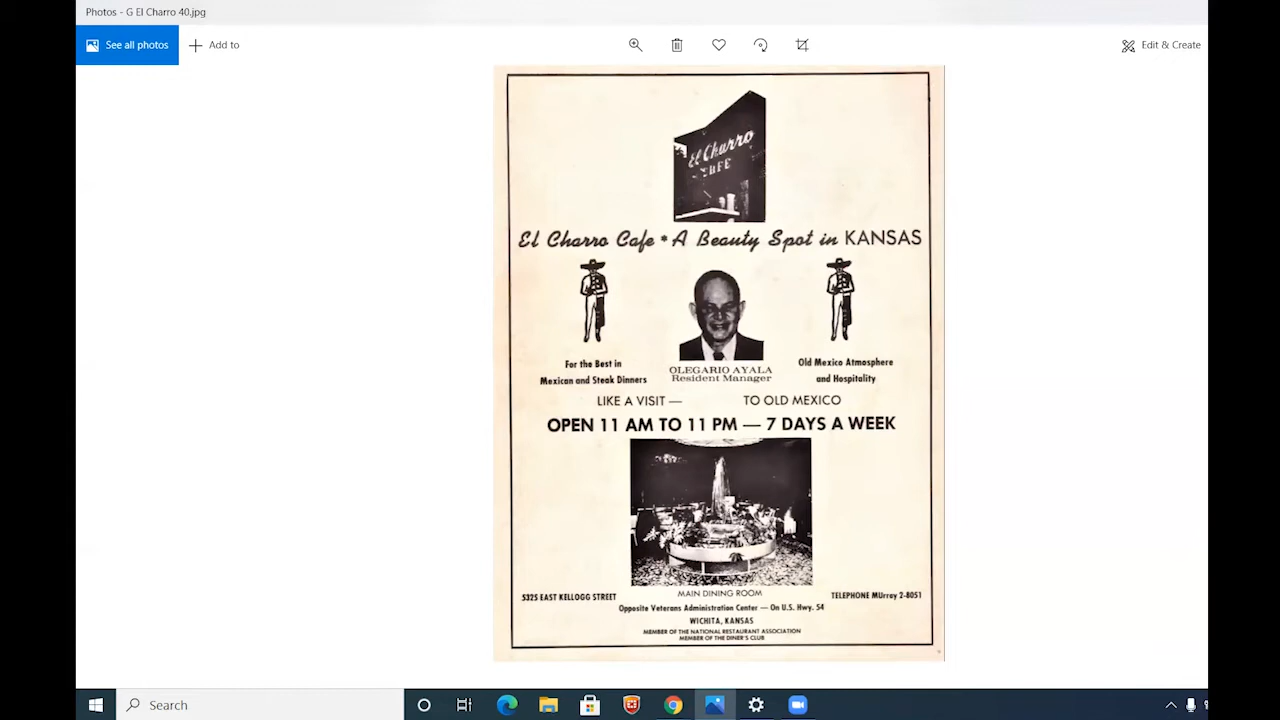 Photos - G El Charro 40.jpg
See all photos
Add to
Edit & Create
El Charro
CAFE
El Charro Cafe * A Beauty Spot in KANSAS
OLEGARIO AYALA
Resident Manager
For the Best in
Mexican and Steak Dinners
Old Mexico Atmosphere
and Hospitality
LIKE A VISIT — TO OLD MEXICO
OPEN 11 AM TO 11 PM — 7 DAYS A WEEK
MAIN DINING ROOM
5325 EAST KELLOGG STREET
TELEPHONE MUrray 2-8051
Opposite Veterans Administration Center — On U.S. Hwy. 54
WICHITA, KANSAS
MEMBER OF THE NATIONAL RESTAURANT ASSOCIATION
MEMBER OF THE DINER'S CLUB
Search